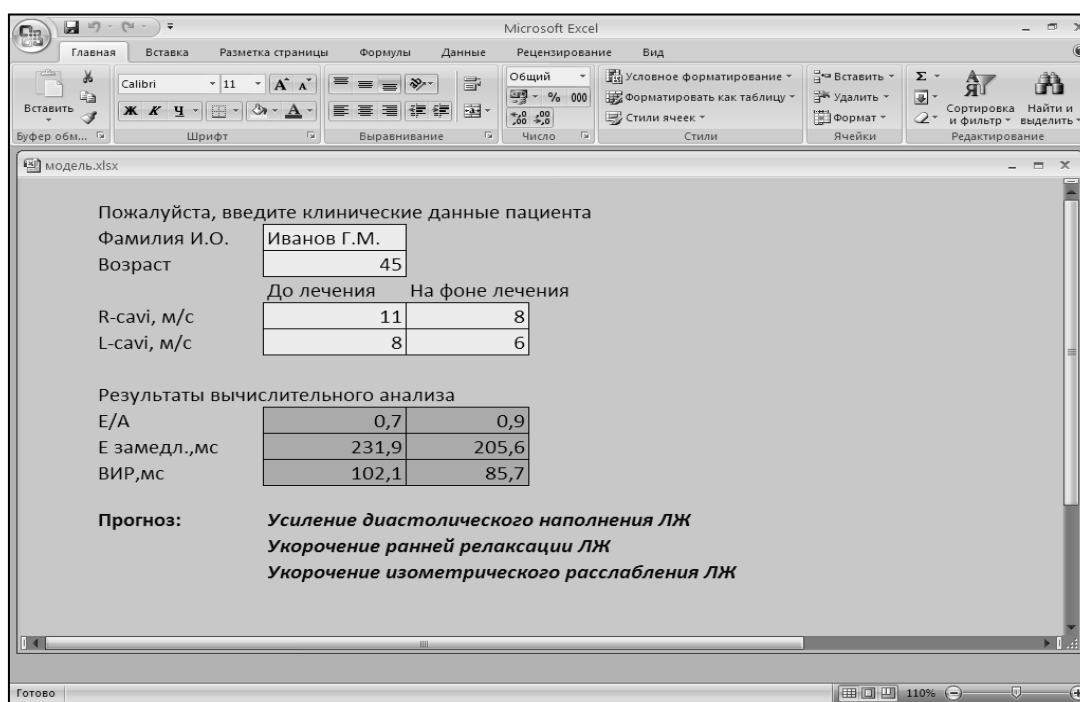 Microsoft Excel
Главная Вставка Разметка страницы Формулы Данные Рецензирование Вид
Вставить
Calibri 11
Ж К Ч
Общий
% 000
Условное форматирование
Форматировать как таблицу
Стили ячеек
Вставить
Удалить
Формат
Сортировка и фильтр
Найти и выделить
Буфер обм... Шрифт Выравнивание Число Стили Ячейки Редактирование
модель.xlsx
Пожалуйста, введите клинические данные пациента
Фамилия И.О. Иванов Г.М.
Возраст 45
До лечения На фоне лечения
R-cavi, м/с 11 8
L-cavi, м/с 8 6
Результаты вычислительного анализа
Е/А 0,7 0,9
Е замедл.,мс 231,9 205,6
ВИР,мс 102,1 85,7
Прогноз: Усиление диастолического наполнения ЛЖ
Укорочение ранней релаксации ЛЖ
Укорочение изометрического расслабления ЛЖ
Готово 110%